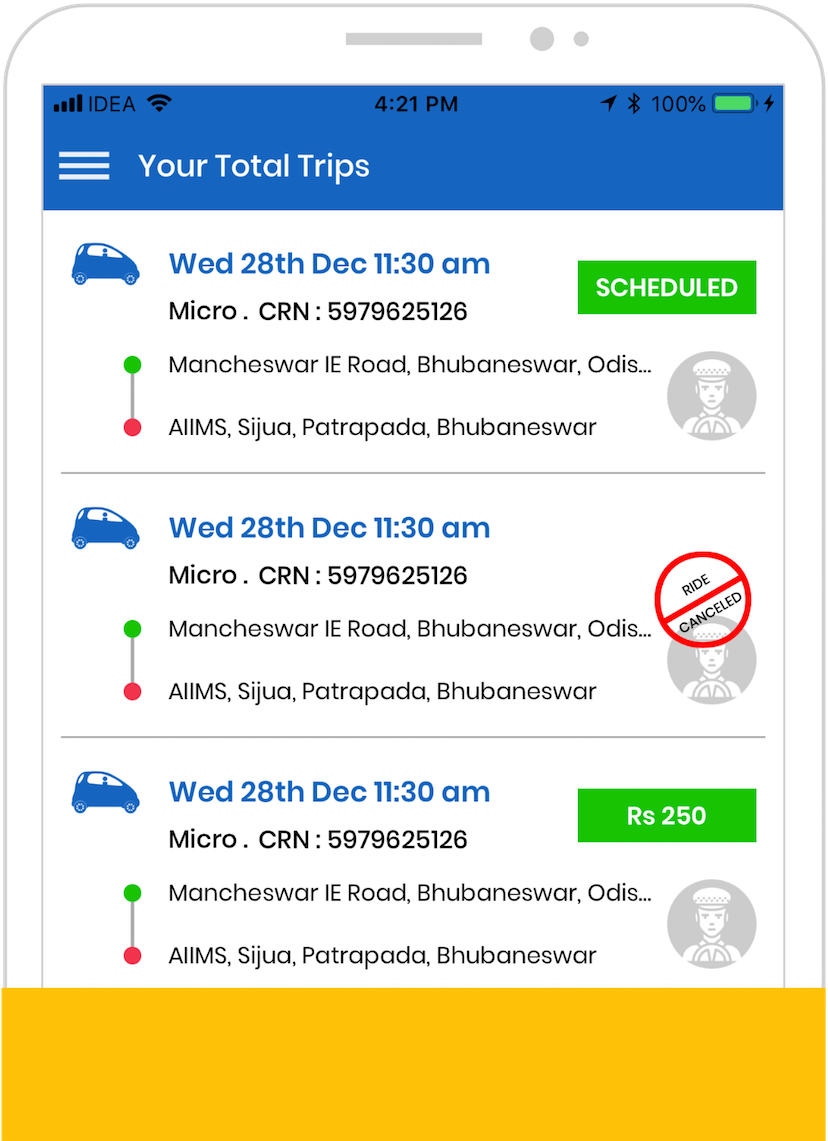 IDEA 4:21 PM 100%
Your Total Trips
Wed 28th Dec 11:30 am
SCHEDULED
Micro . CRN : 5979625126
Mancheswar IE Road, Bhubaneswar, Odis...
AIIMS, Sijua, Patrapada, Bhubaneswar
Wed 28th Dec 11:30 am
Micro . CRN : 5979625126
RIDE
CANCELED
Mancheswar IE Road, Bhubaneswar, Odis...
AIIMS, Sijua, Patrapada, Bhubaneswar
Wed 28th Dec 11:30 am
Rs 250
Micro . CRN : 5979625126
Mancheswar IE Road, Bhubaneswar, Odis...
AIIMS, Sijua, Patrapada, Bhubaneswar